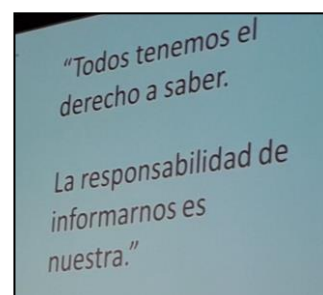 “Todos tenemos el
derecho a saber.
La responsabilidad de
informarnos es
nuestra.”